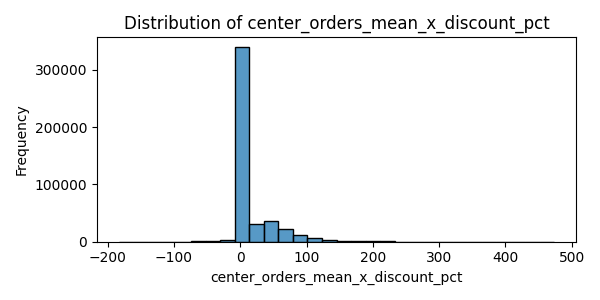 Distribution of center_orders_mean_x_discount_pct
300000
200000
100000
0
Frequency
−200 −100 0 100 200 300 400 500
center_orders_mean_x_discount_pct